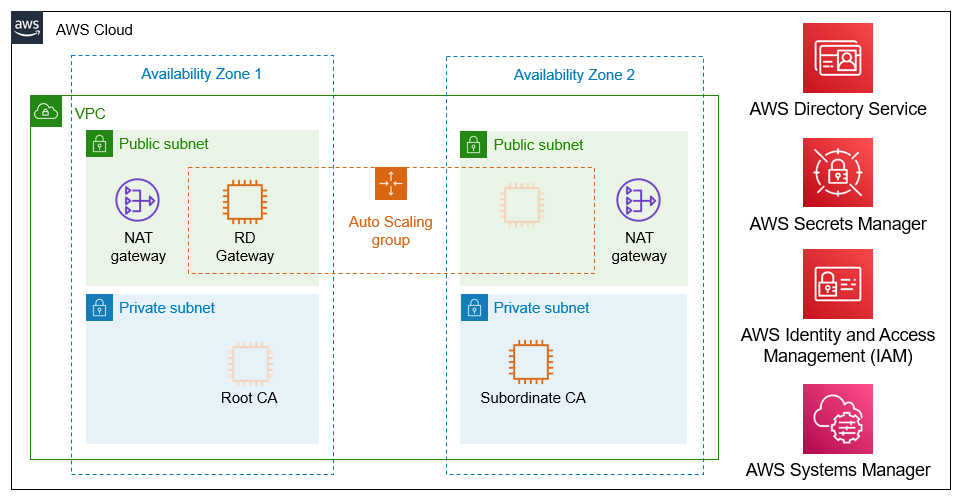 aws
AWS Cloud
Availability Zone 1
Availability Zone 2
VPC
Public subnet
Public subnet
NAT
gateway
RD
Gateway
Auto Scaling
group
NAT
gateway
Private subnet
Private subnet
Root CA
Subordinate CA
AWS Directory Service
AWS Secrets Manager
AWS Identity and Access
Management (IAM)
AWS Systems Manager